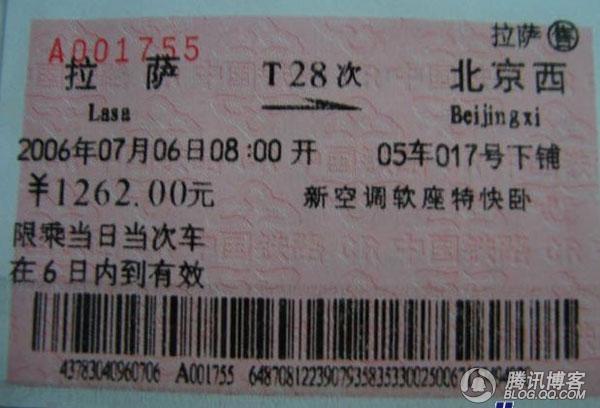 A001755
拉萨 售
拉 萨 T28次 北京西
Lasa Beijingxi
2006年07月06日08:00开 05车017号下铺
￥1262.00元 新空调软座特快卧
限乘当日当次车
在6日内到有效
43783040960706 A001755
腾讯博客
BLOG.QQ.COM